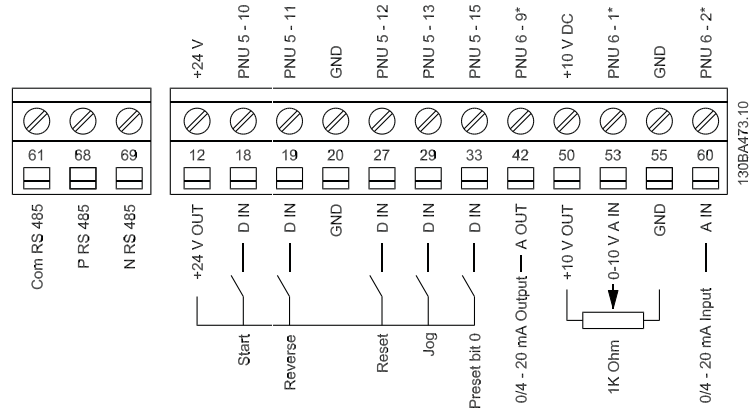 +24 V
PNU 5 - 10
PNU 5 - 11
GND
PNU 5 - 12
PNU 5 - 13
PNU 5 - 15
PNU 6 - 9*
+10 V DC
PNU 6 - 1*
GND
PNU 6 - 2*
61 68 69
12 18 19 20 27 29 33 42 50 53 55 60
130BA473.10
Com RS 485
P RS 485
N RS 485
+24 V OUT
D IN
D IN
GND
D IN
D IN
D IN
0/4 - 20 mA Output — A OUT
+10 V OUT
0-10 V A IN
GND
0/4 - 20 mA Input — A IN
Start
Reverse
Reset
Jog
Preset bit 0
1K Ohm